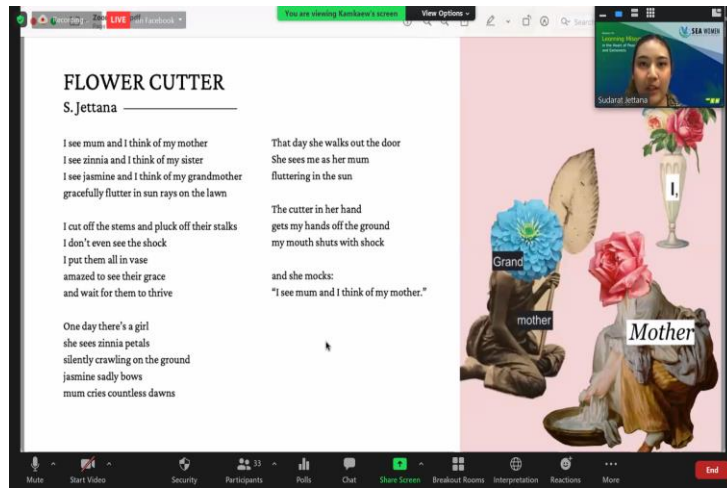 Recording...
LIVE
on Facebook
You are viewing Kamkaew's screen
View Options
Search
SEA WOMEN
Learning
Sudarat Jettana
FLOWER CUTTER
S. Jettana
I see mum and I think of my mother
I see zinnia and I think of my sister
I see jasmine and I think of my grandmother
gracefully flutter in sun rays on the lawn
I cut off the stems and pluck off their stalks
I don't even see the shock
I put them all in vase
amazed to see their grace
and wait for them to thrive
One day there's a girl
she sees zinnia petals
silently crawling on the ground
jasmine sadly bows
mum cries countless dawns
That day she walks out the door
She sees me as her mum
fluttering in the sun
The cutter in her hand
gets my hands off the ground
my mouth shuts with shock
and she mocks:
"I see mum and I think of my mother."
I,
Grand
mother
Mother
Mute
Start Video
Security
33
Participants
Polls
Chat
Share Screen
Breakout Rooms
Interpretation
Reactions
More
End